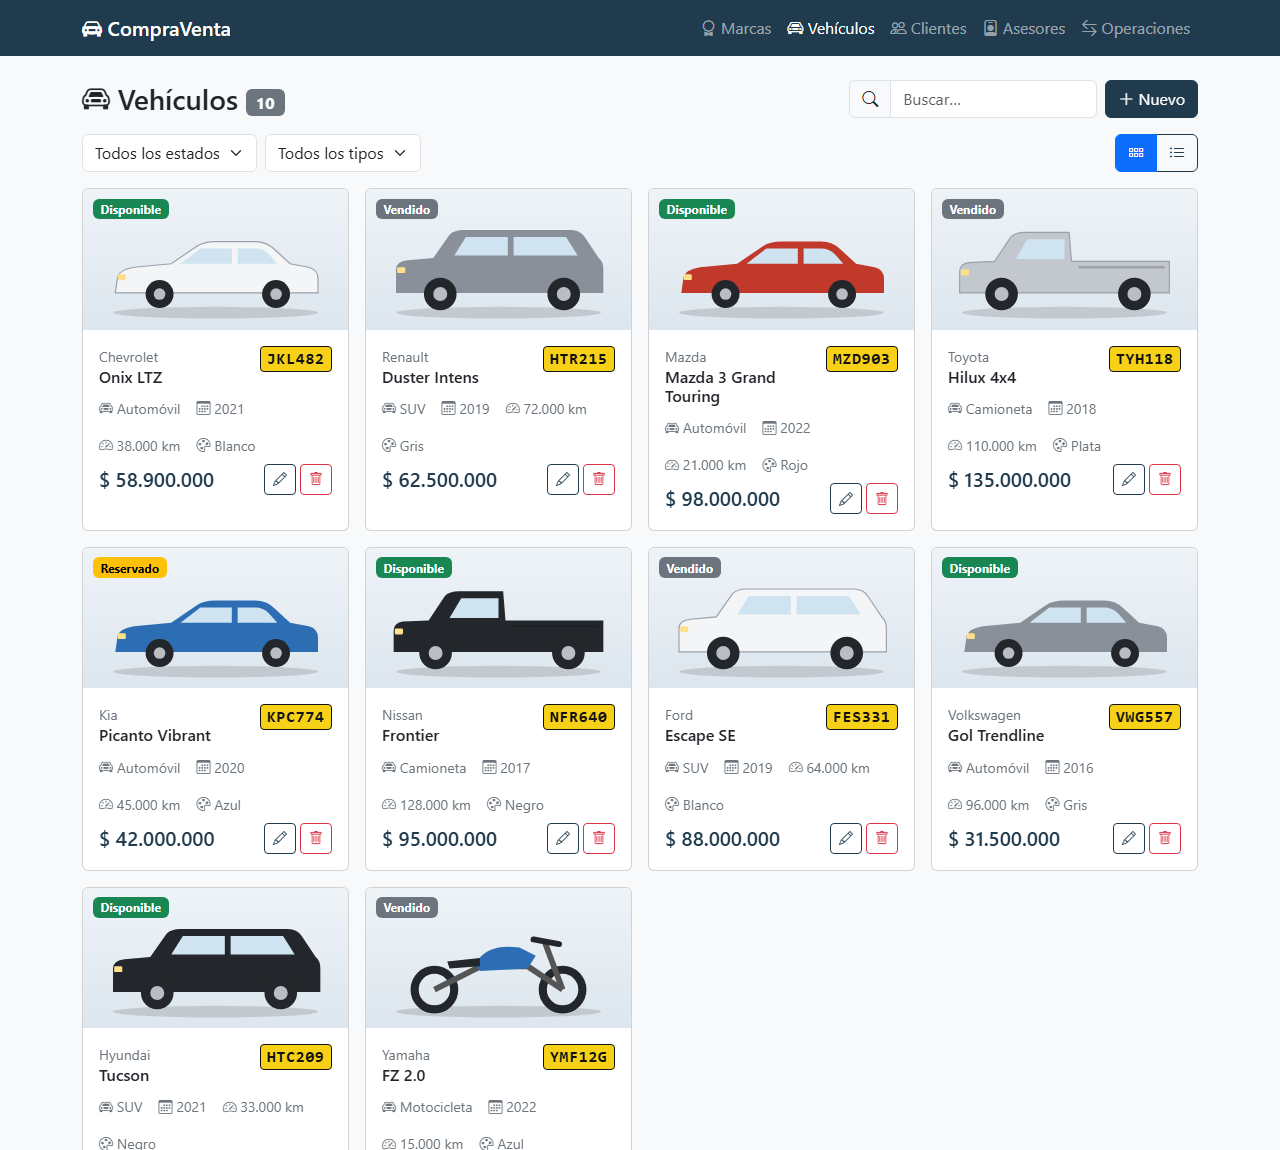 CompraVenta
Marcas Vehículos Clientes Asesores Operaciones
Vehículos 10
Buscar...
Nuevo
Todos los estados
Todos los tipos
Disponible
Chevrolet
JKL482
Onix LTZ
Automóvil 2021
38.000 km Blanco
$ 58.900.000
Vendido
Renault
HTR215
Duster Intens
SUV 2019 72.000 km
Gris
$ 62.500.000
Disponible
Mazda
MZD903
Mazda 3 Grand
Touring
Automóvil 2022
21.000 km Rojo
$ 98.000.000
Vendido
Toyota
TYH118
Hilux 4x4
Camioneta 2018
110.000 km Plata
$ 135.000.000
Reservado
Kia
KPC774
Picanto Vibrant
Automóvil 2020
45.000 km Azul
$ 42.000.000
Disponible
Nissan
NFR640
Frontier
Camioneta 2017
128.000 km Negro
$ 95.000.000
Vendido
Ford
FES331
Escape SE
SUV 2019 64.000 km
Blanco
$ 88.000.000
Disponible
Volkswagen
VWG557
Gol Trendline
Automóvil 2016
96.000 km Gris
$ 31.500.000
Disponible
Hyundai
HTC209
Tucson
SUV 2021 33.000 km
Negro
Vendido
Yamaha
YMF12G
FZ 2.0
Motocicleta 2022
15.000 km Azul